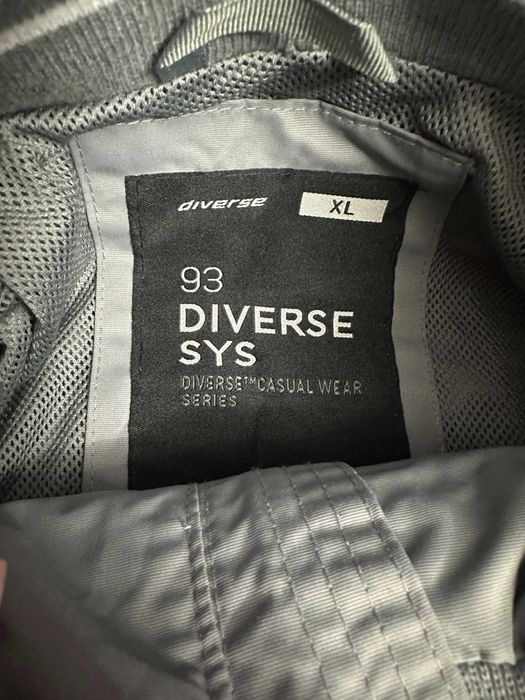 diverse
XL
93
DIVERSE
SYS
DIVERSE™CASUAL WEAR
SERIES